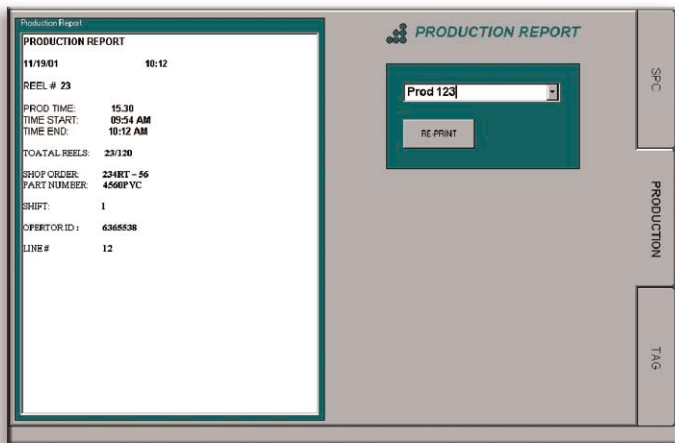 Production Report
PRODUCTION REPORT
11/19/01 10:12
REEL # 23
PROD TIME: 15.30
TIME START: 09:54 AM
TIME END: 10:12 AM
TOATAL REELS: 23/120
SHOP ORDER: 234RT – 56
PART NUMBER: 4560PVC
SHIFT: 1
OPERTOR ID : 6365538
LINE # 12
PRODUCTION REPORT
Prod 123
RE-PRINT
SPC
PRODUCTION
TAG